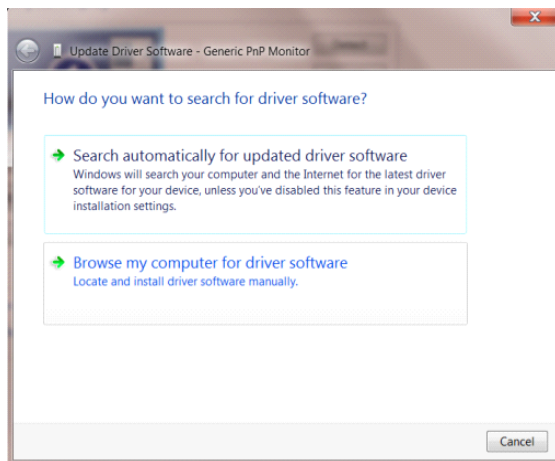 X
Update Driver Software - Generic PnP Monitor
How do you want to search for driver software?
Search automatically for updated driver software
Windows will search your computer and the Internet for the latest driver
software for your device, unless you've disabled this feature in your device
installation settings.
Browse my computer for driver software
Locate and install driver software manually.
Cancel